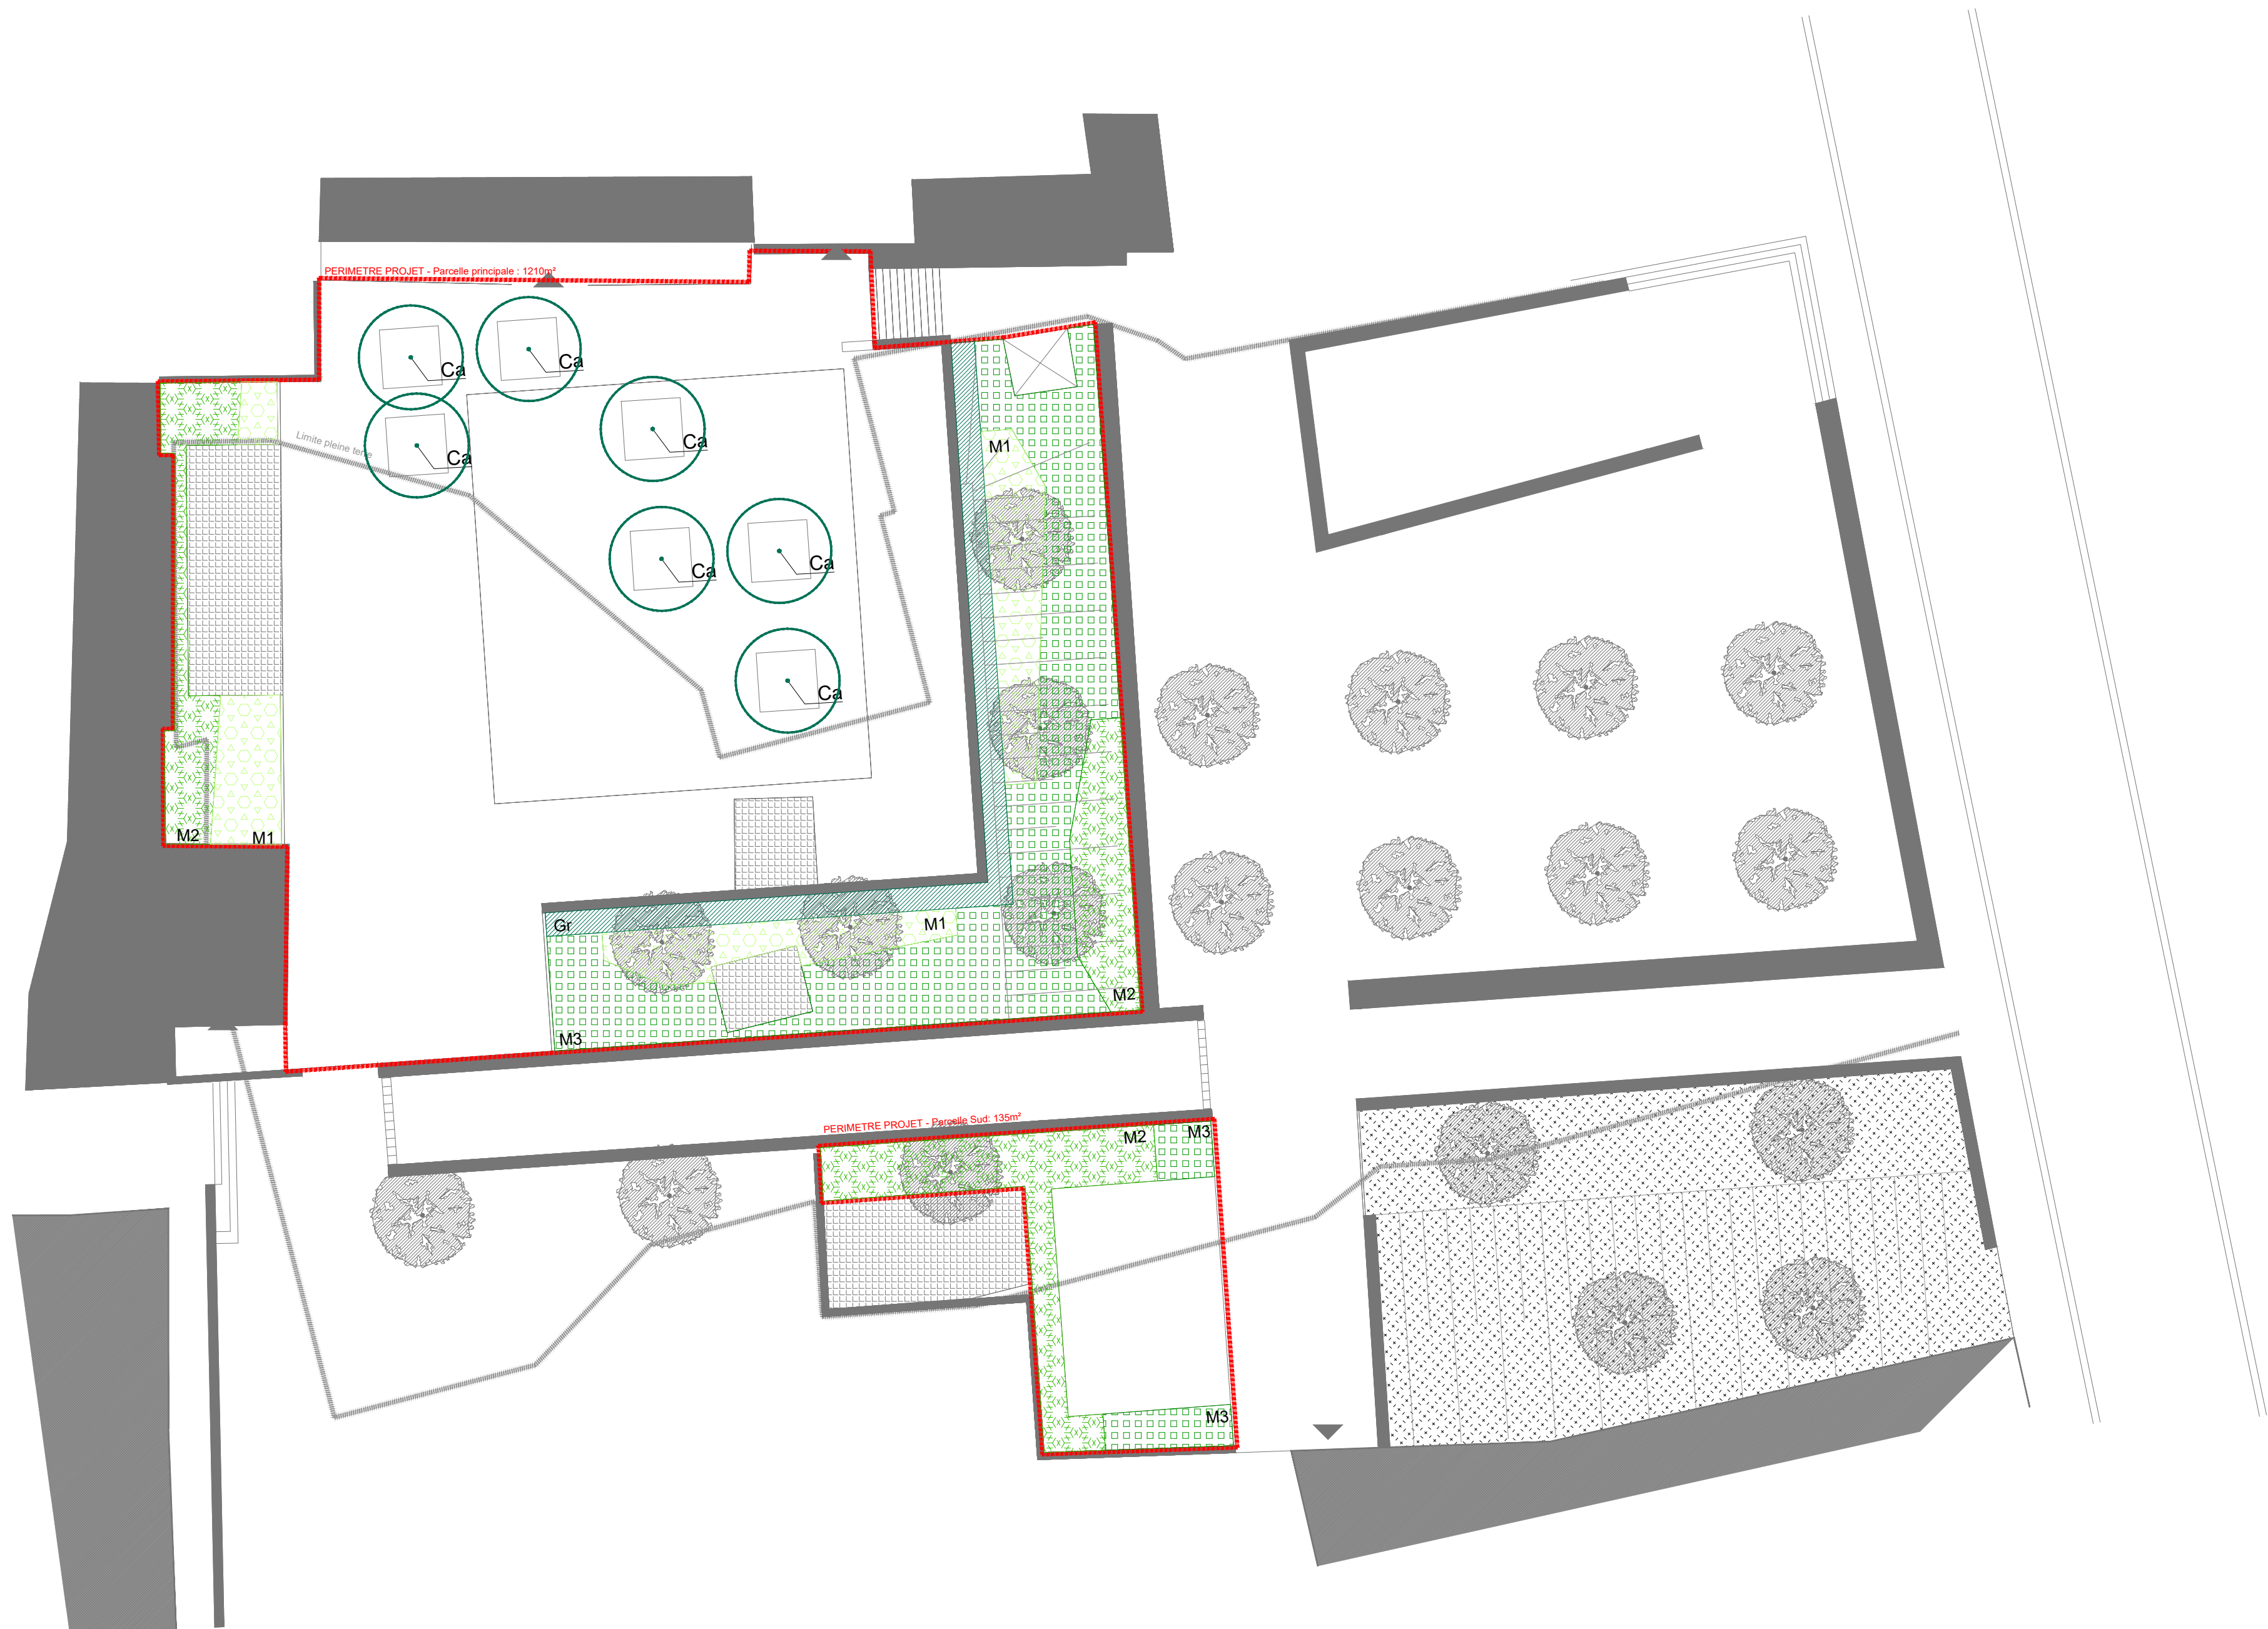 PERIMETRE PROJET - Parcelle principale : 1210m²
Ca
Ca
Ca
Ca
Limite pleine terre
M1
Ca
Ca
Ca
M2
M1
Gr
M1
M2
M3
PERIMETRE PROJET - Parcelle Sud: 135m²
M2
M3
M3